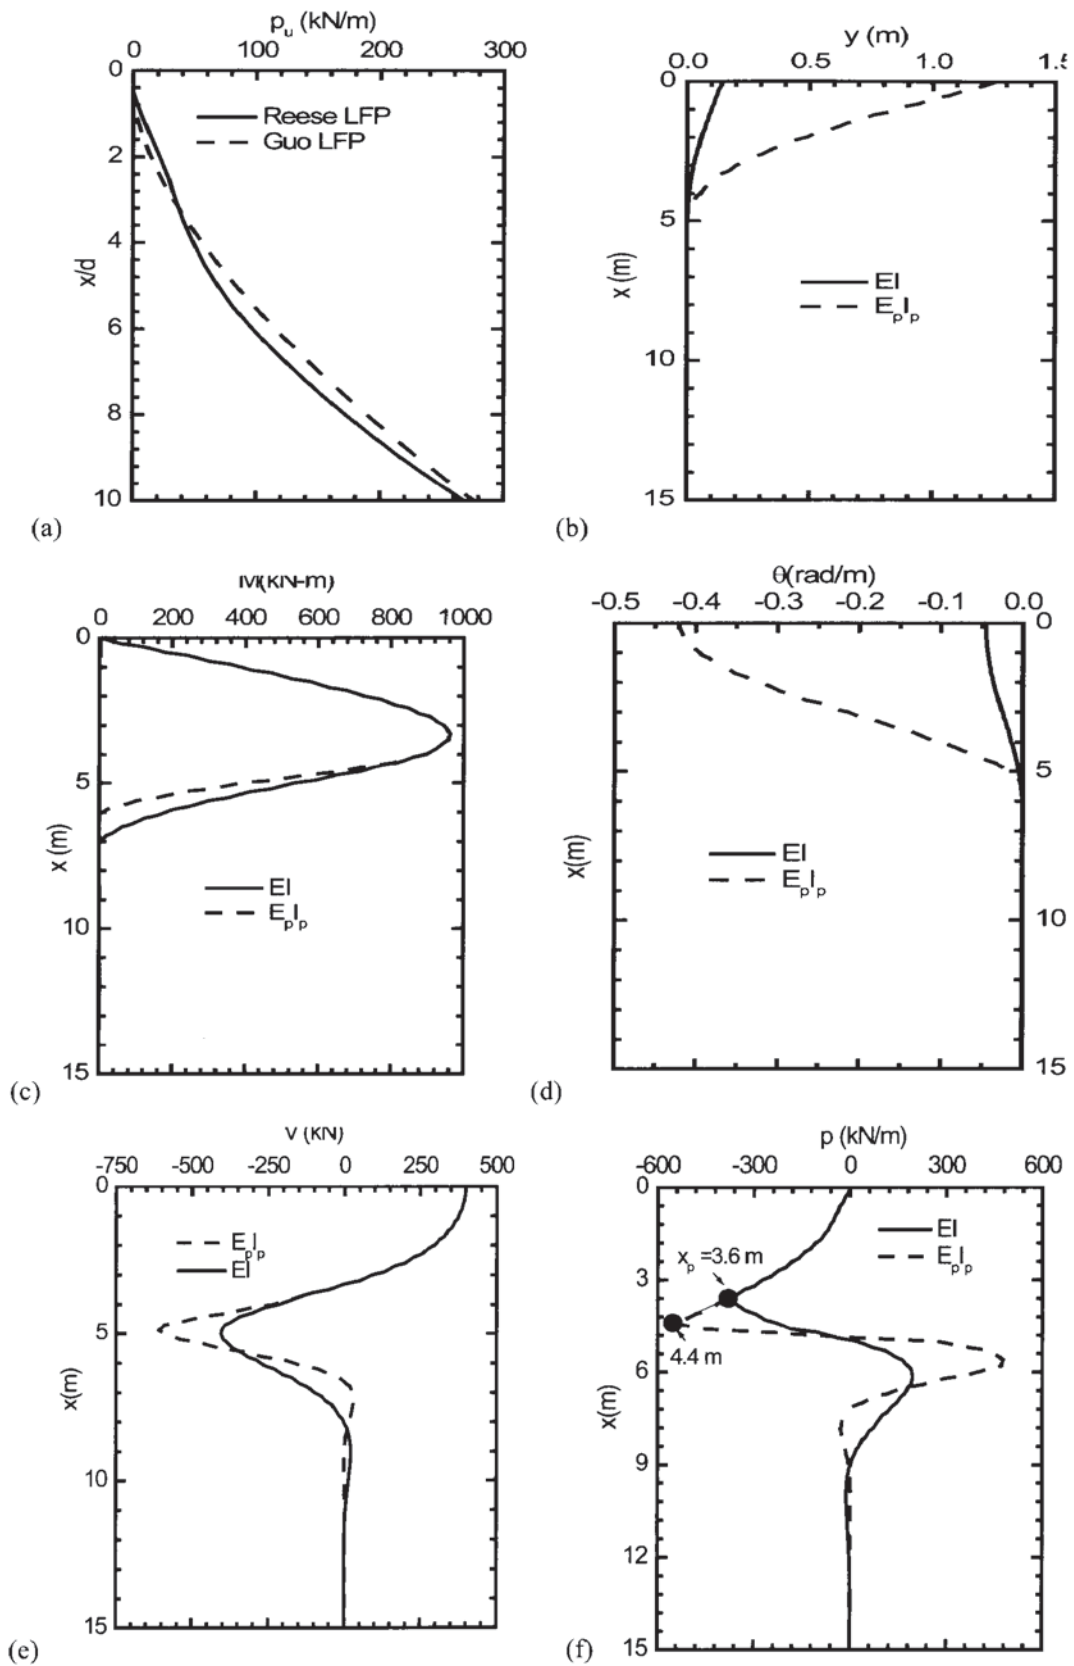 p_u (kN/m)
0 100 200 300
0
2
4
6
8
10
x/d
Reese LFP
Guo LFP
(a)
y (m)
0.0 0.5 1.0 1.5
0
5
10
15
x (m)
EI
E_pI_p
(b)
M(kN-m)
0 200 400 600 800 1000
0
5
10
15
x (m)
EI
E_pI_p
(c)
θ(rad/m)
-0.5 -0.4 -0.3 -0.2 -0.1 0.0
0
5
10
15
x(m)
EI
E_pI_p
(d)
V (kN)
-750 -500 -250 0 250 500
0
5
10
15
x(m)
E_pI_p
EI
(e)
p (kN/m)
-600 -300 0 300 600
0
3
6
9
12
15
x(m)
EI
E_pI_p
x_p =3.6 m
4.4 m
(f)